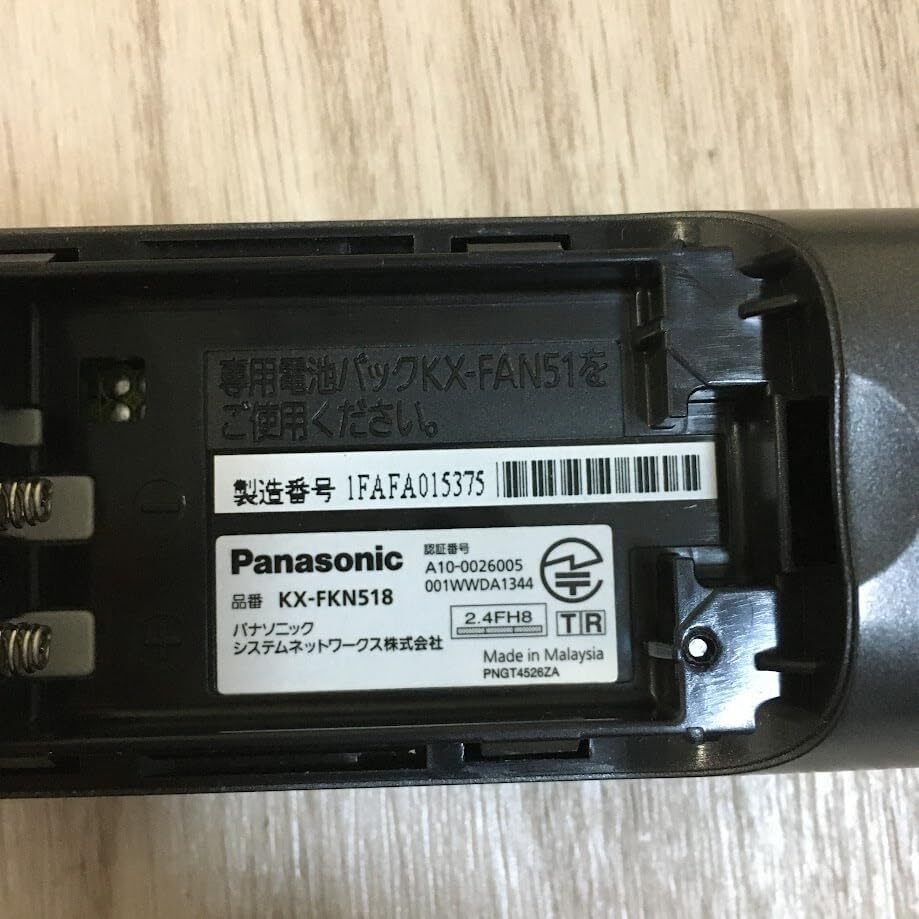 専用電池パックKX-FAN51を
ご使用ください。
製造番号 1FAFA015375
Panasonic
認証番号
A10-0026005
001WWDA1344
品番 KX-FKN518
2.4FH8
T R
パナソニック
システムネットワークス株式会社
Made in Malaysia
PNGT4526ZA